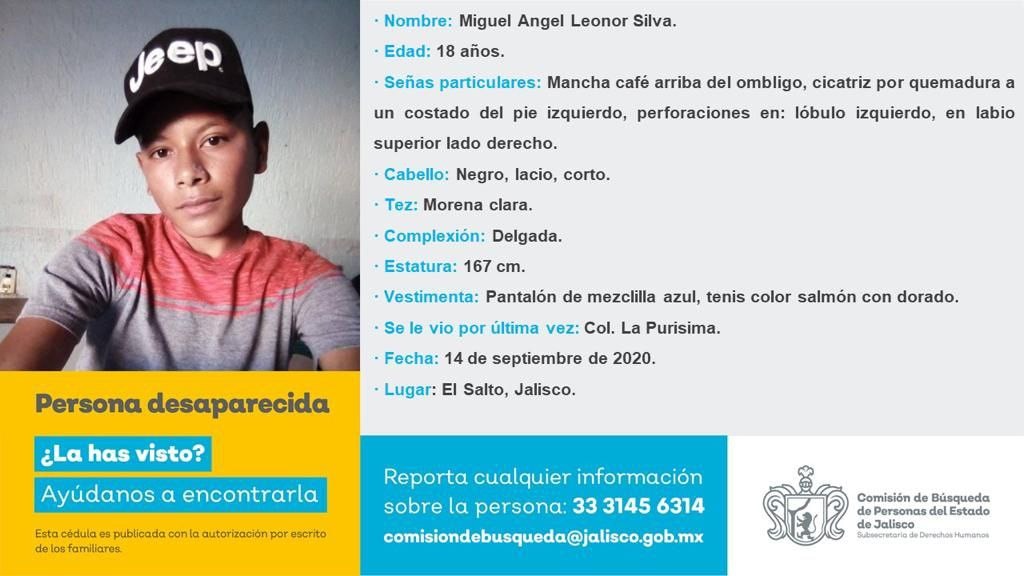 Jeep
· Nombre: Miguel Angel Leonor Silva.
· Edad: 18 años.
· Señas particulares: Mancha café arriba del ombligo, cicatriz por quemadura a
un costado del pie izquierdo, perforaciones en: lóbulo izquierdo, en labio
superior lado derecho.
· Cabello: Negro, lacio, corto.
· Tez: Morena clara.
· Complexión: Delgada.
· Estatura: 167 cm.
· Vestimenta: Pantalón de mezclilla azul, tenis color salmón con dorado.
· Se le vio por última vez: Col. La Purisima.
· Fecha: 14 de septiembre de 2020.
· Lugar: El Salto, Jalisco.
Persona desaparecida
¿La has visto?
Ayúdanos a encontrarla
Esta cédula es publicada con la autorización por escrito
de los familiares.
Reporta cualquier información
sobre la persona: 33 3145 6314
comisiondebusqueda@jalisco.gob.mx
Comisión de Búsqueda
de Personas del Estado
de Jalisco
Subsecretaría de Derechos Humanos